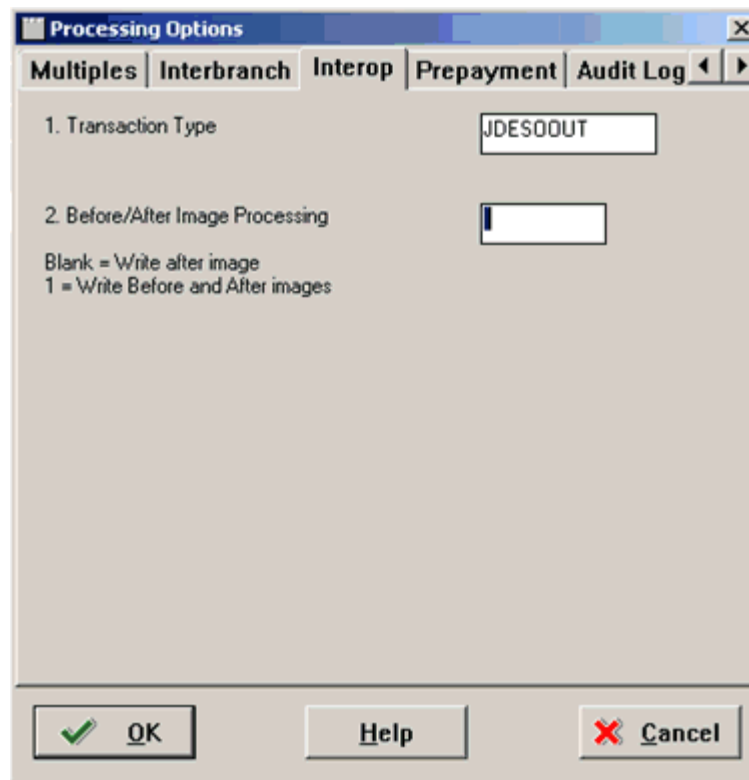 Processing Options
Multiples Interbranch Interop Prepayment Audit Log
1. Transaction Type JDESOOUT
2. Before/After Image Processing
Blank = Write after image
1 = Write Before and After images
OK Help Cancel